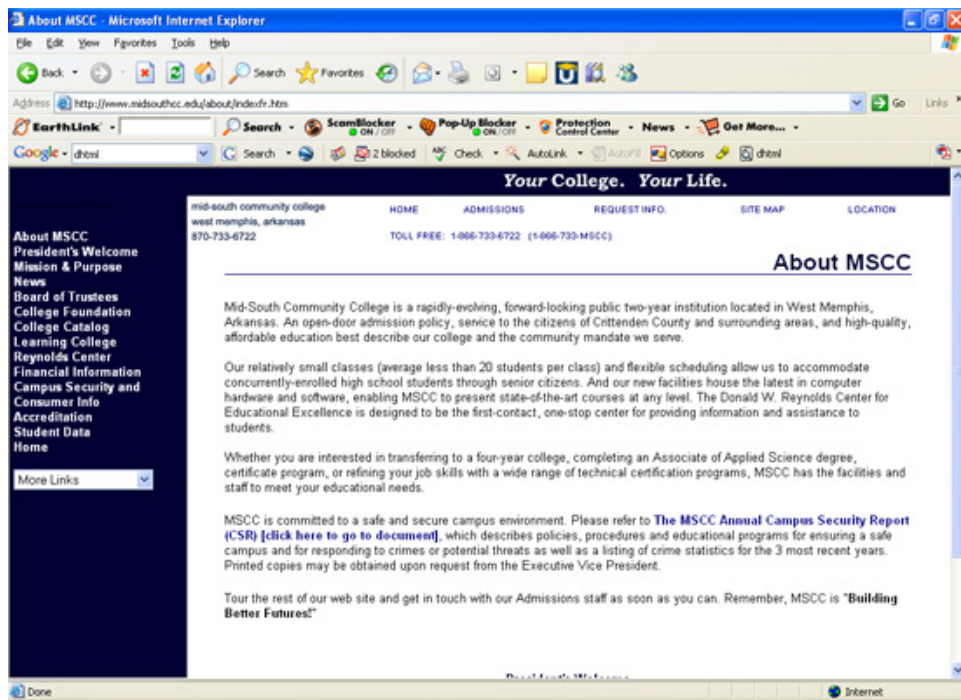 About MSCC - Microsoft Internet Explorer
File Edit View Favorites Tools Help
Back Search Favorites
Address http://www.midsouthcc.edu/about/indexfr.htm Go Links
EarthLink Search ScamBlocker ON/OFF Pop-Up Blocker ON/OFF Protection Control Center News Get More...
Google dhtml Search 2 blocked Check AutoLink AutoFill Options dhtml
Your College. Your Life.
mid-south community college
west memphis, arkansas
870-733-6722
HOME ADMISSIONS REQUEST INFO. SITE MAP LOCATION
TOLL FREE: 1-866-733-6722 (1-866-733-MSCC)
About MSCC
President's Welcome
Mission & Purpose
News
Board of Trustees
College Foundation
College Catalog
Learning College
Reynolds Center
Financial Information
Campus Security and
Consumer Info
Accreditation
Student Data
Home
More Links
About MSCC
Mid-South Community College is a rapidly-evolving, forward-looking public two-year institution located in West Memphis,
Arkansas. An open-door admission policy, service to the citizens of Crittenden County and surrounding areas, and high-quality,
affordable education best describe our college and the community mandate we serve.
Our relatively small classes (average less than 20 students per class) and flexible scheduling allow us to accommodate
concurrently-enrolled high school students through senior citizens. And our new facilities house the latest in computer
hardware and software, enabling MSCC to present state-of-the-art courses at any level. The Donald W. Reynolds Center for
Educational Excellence is designed to be the first-contact, one-stop center for providing information and assistance to
students.
Whether you are interested in transferring to a four-year college, completing an Associate of Applied Science degree,
certificate program, or refining your job skills with a wide range of technical certification programs, MSCC has the facilities and
staff to meet your educational needs.
MSCC is committed to a safe and secure campus environment. Please refer to The MSCC Annual Campus Security Report
(CSR) [click here to go to document], which describes policies, procedures and educational programs for ensuring a safe
campus and for responding to crimes or potential threats as well as a listing of crime statistics for the 3 most recent years.
Printed copies may be obtained upon request from the Executive Vice President.
Tour the rest of our web site and get in touch with our Admissions staff as soon as you can. Remember, MSCC is "Building
Better Futures!"
President's Welcome
Done Internet